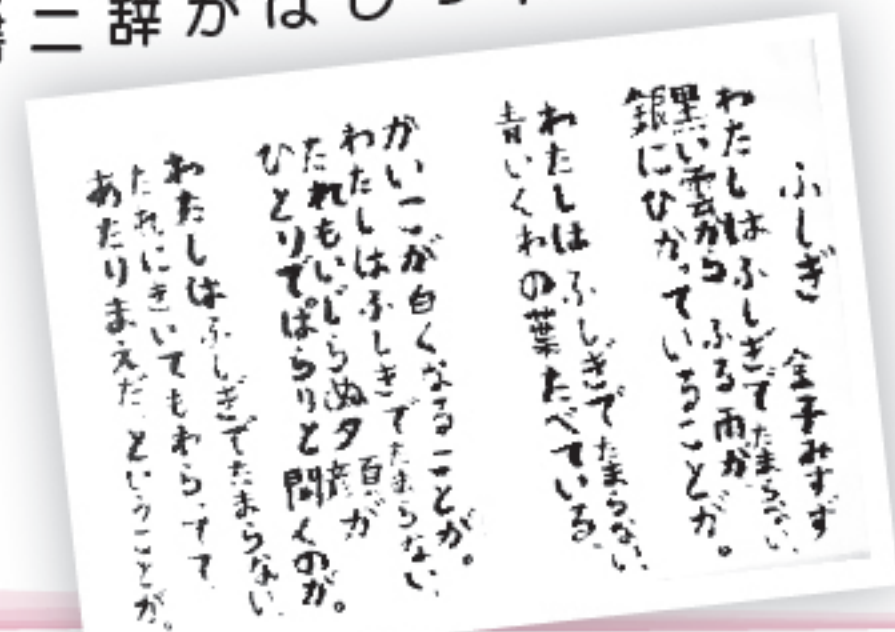 二辞がは
ふしぎ 金子みすず
わたしはふしぎでたまらない、
黒い雲からふる雨が、
銀にひかっていることが。
わたしはふしぎでたまらない、
青いくわの葉たべている、
がいこが白くなることが。
わたしはふしぎでたまらない、
たれもいじらぬ夕顔が
ひとりでぱらりと開くのが。
わたしはふしぎでたまらない、
たれにきいてもわらってて
あたりまえだ、ということが。